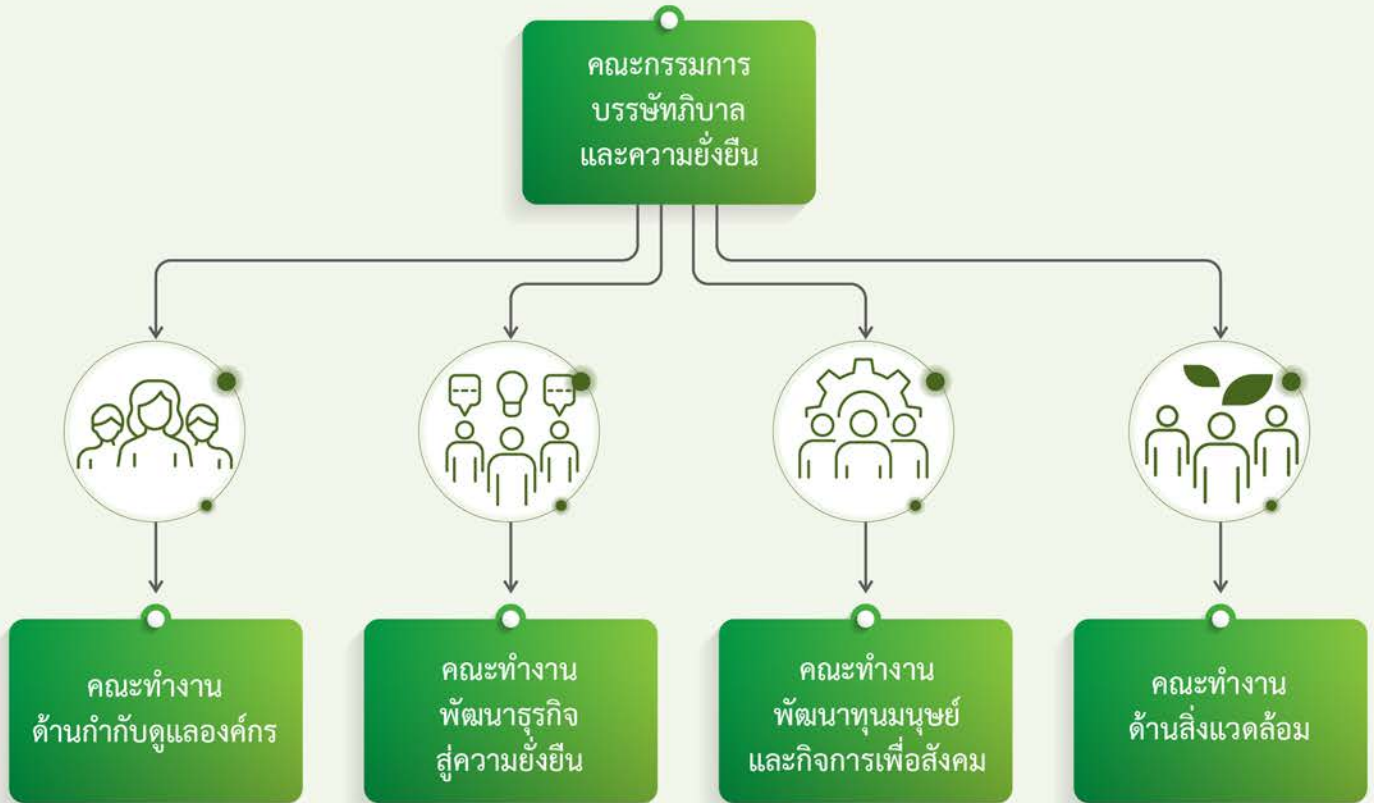 คณะกรรมการ
บรรษัทภิบาล
และความยั่งยืน
คณะทำงาน
ด้านกำกับดูแลองค์กร
คณะทำงาน
พัฒนาธุรกิจ
สู่ความยั่งยืน
คณะทำงาน
พัฒนาทุนมนุษย์
และกิจการเพื่อสังคม
คณะทำงาน
ด้านสิ่งแวดล้อม